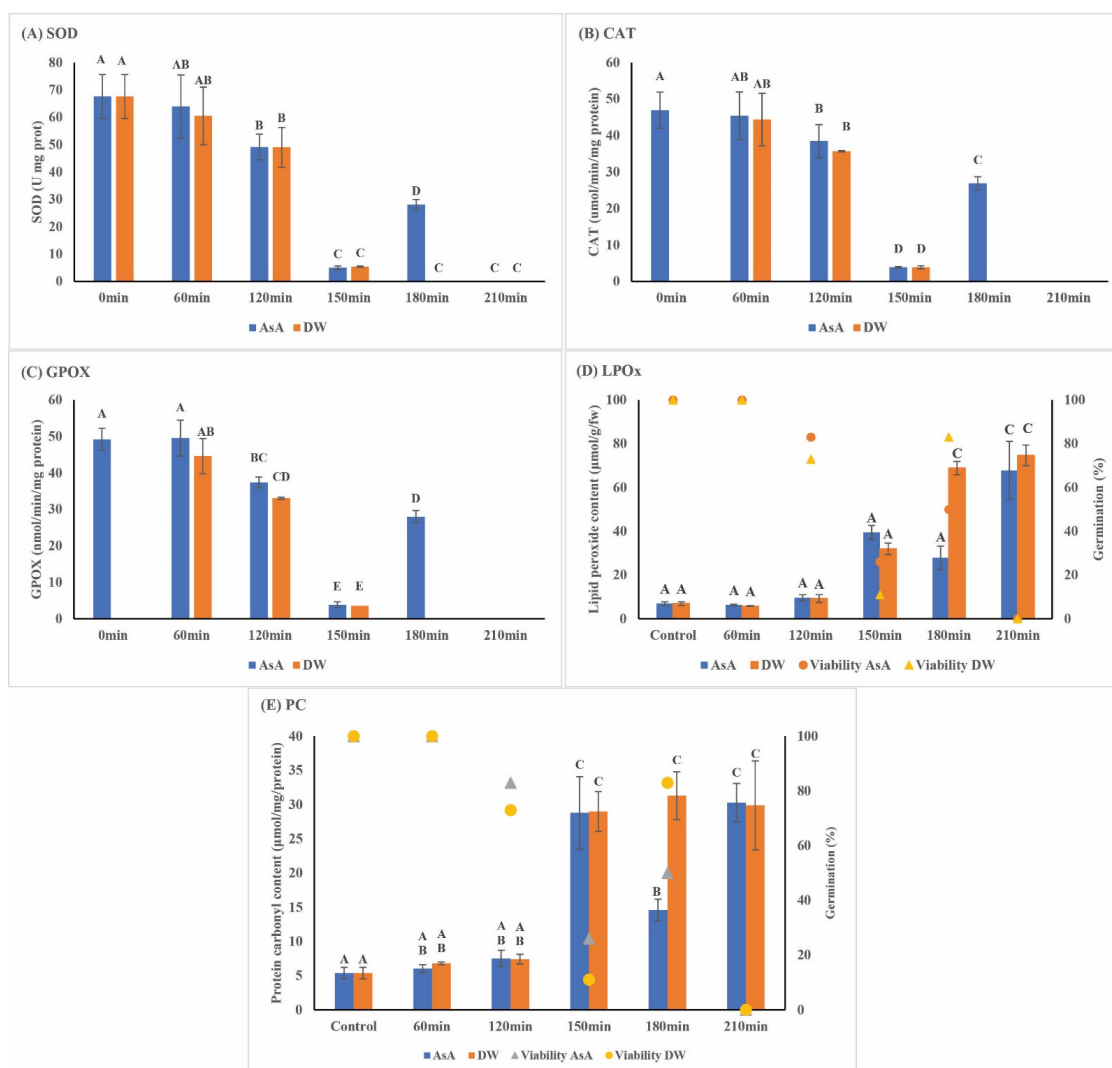 (A) SOD
SOD (U mg prot)
80
70
60
50
40
30
20
10
0
A A AB AB B B C C D C C C
0min 60min 120min 150min 180min 210min
AsA DW
(B) CAT
CAT (umol/min/mg protein)
60
50
40
30
20
10
0
A AB AB B B D D C
0min 60min 120min 150min 180min 210min
AsA DW
(C) GPOX
GPOX (nmol/min/mg protein)
60
50
40
30
20
10
0
A A AB BC CD E E D
0min 60min 120min 150min 180min 210min
AsA DW
(D) LPOx
Lipid peroxide content (µmol/g/fw)
100
80
60
40
20
0
A A A A A A A A A C C C
100
80
60
40
20
0
Germination (%)
Control 60min 120min 150min 180min 210min
AsA DW Viability AsA Viability DW
(E) PC
Protein carbonyl content (µmol/mg/protein)
40
35
30
25
20
15
10
5
0
A A A B A B A B A B C C B C C C
100
80
60
40
20
0
Germination (%)
Control 60min 120min 150min 180min 210min
AsA DW Viability AsA Viability DW